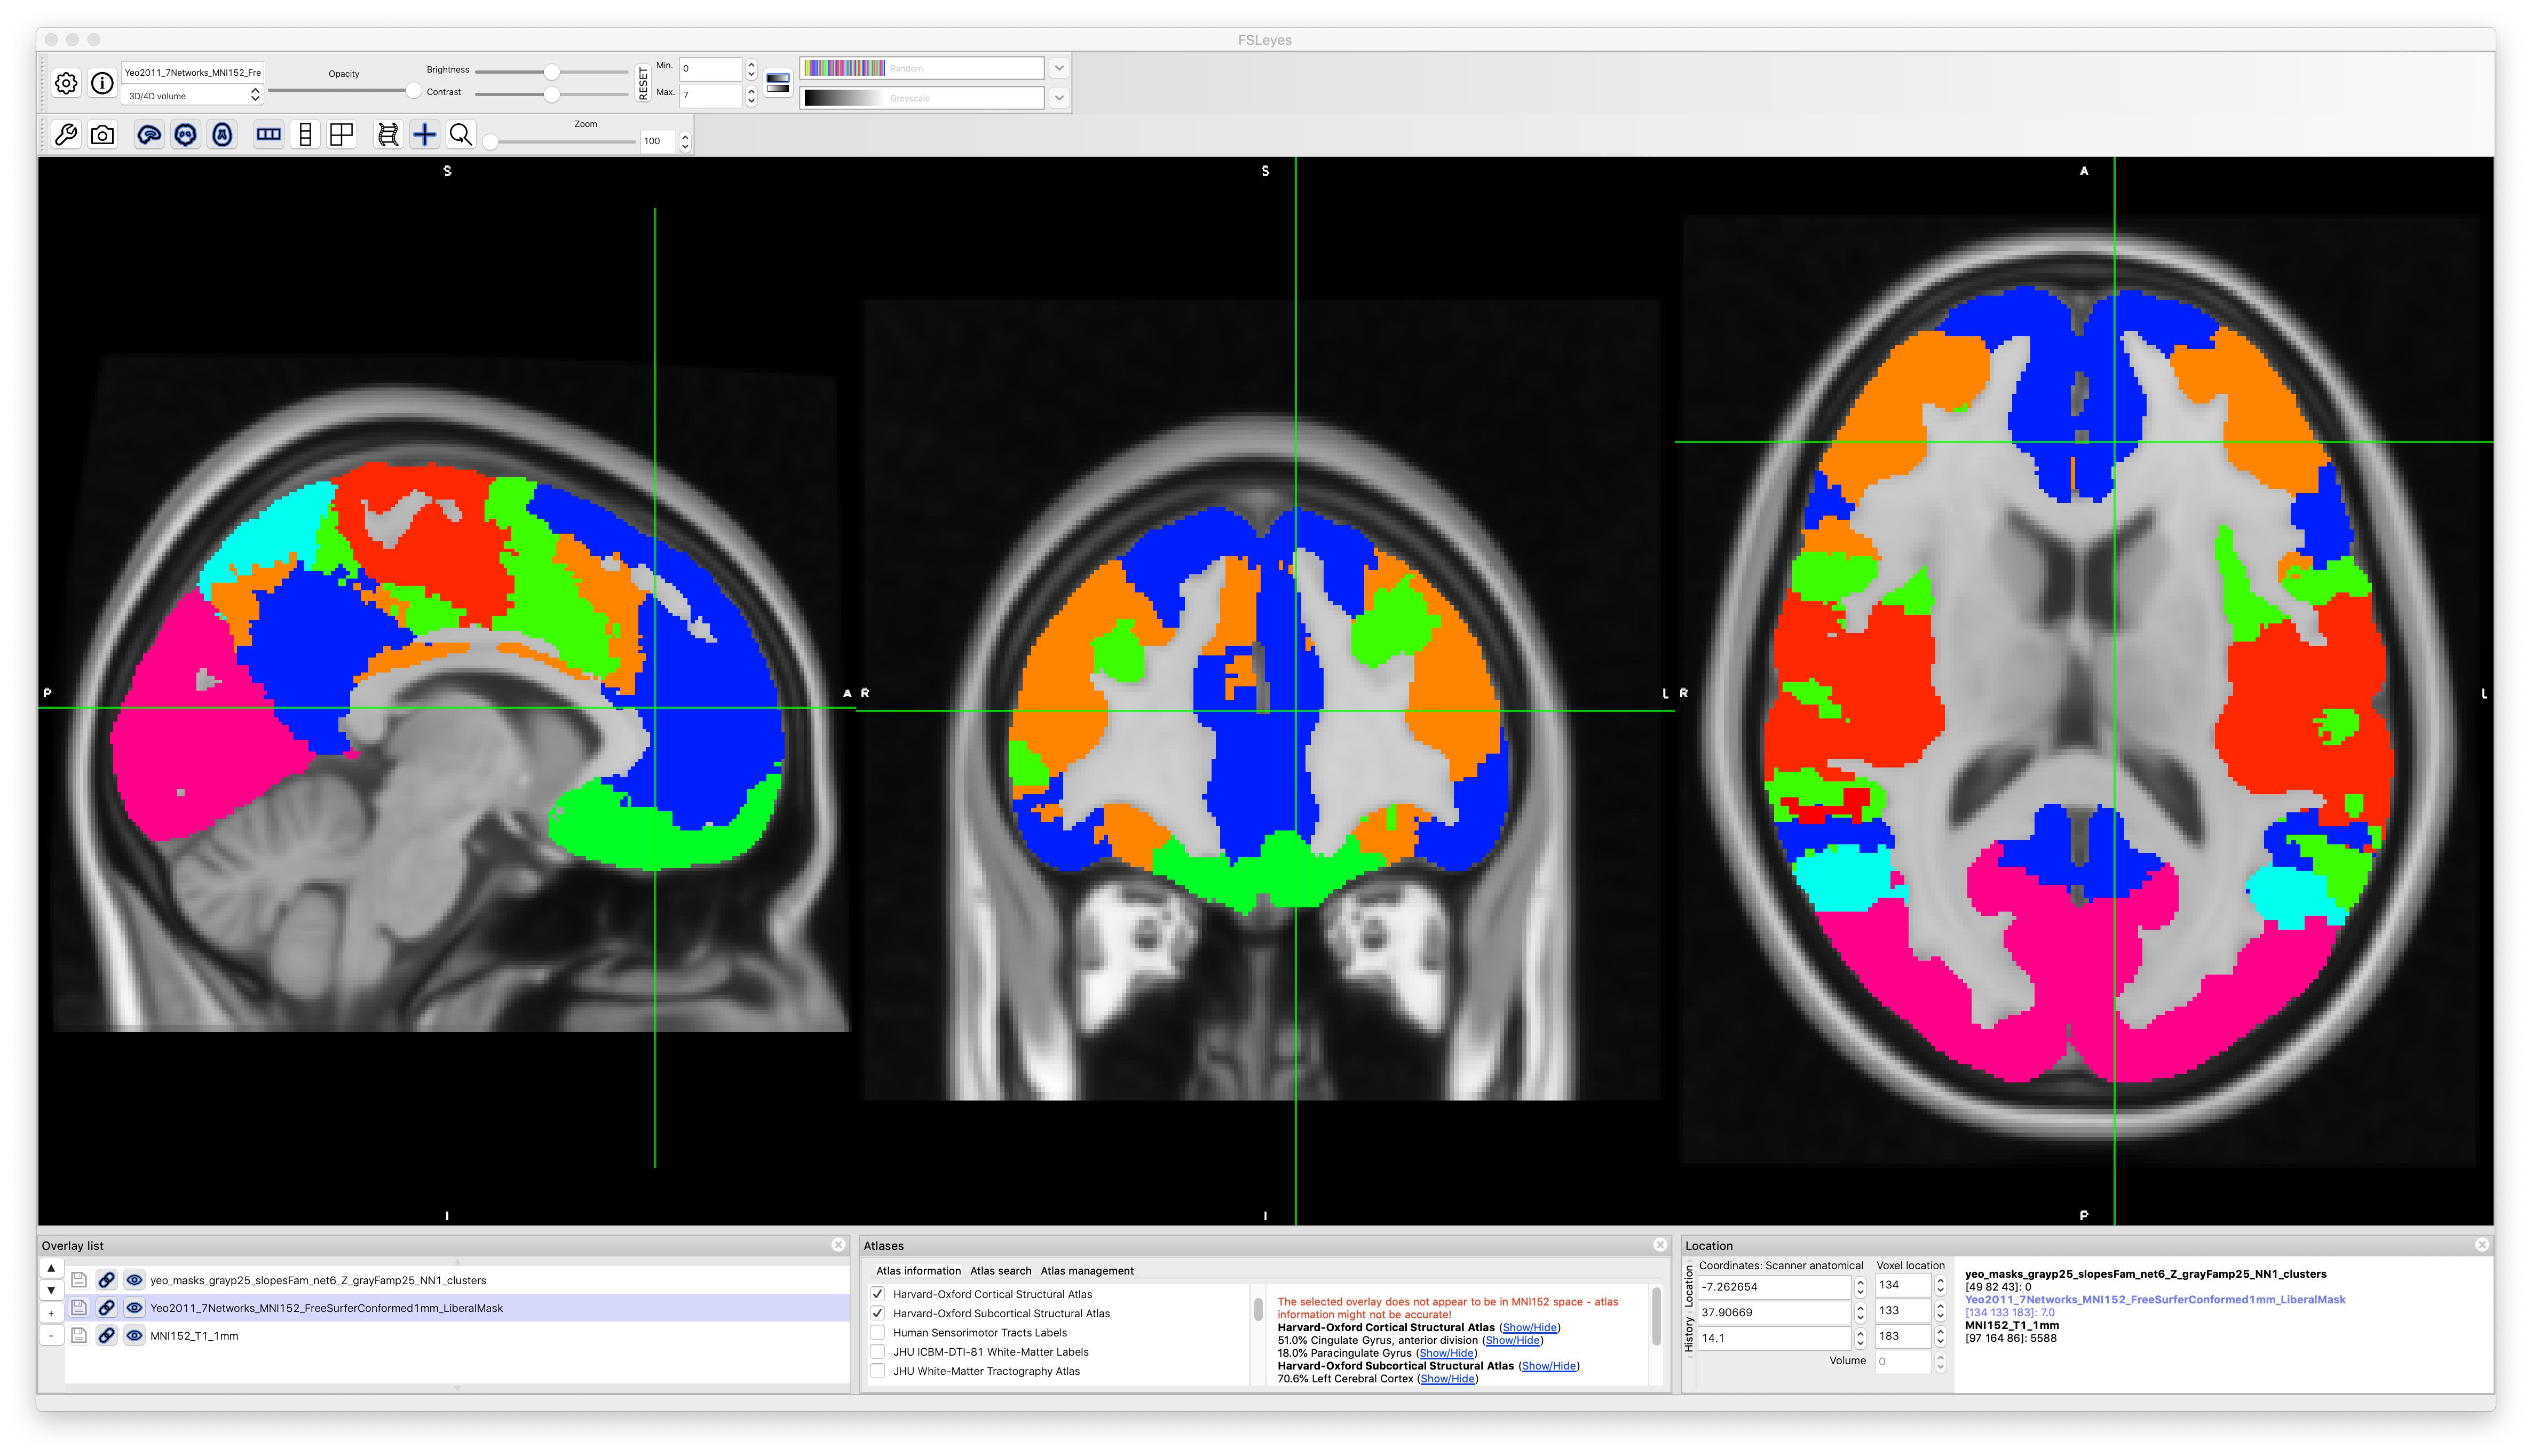 FSLeyes
Yeo2011_7Networks_MNI152_Fre
3D/4D volume
Opacity
Brightness
Contrast
RESET
Min.
0
Max.
7
Random
Greyscale
Zoom
100
S
S
A
P
A
R
L
R
L
I
I
P
Overlay list
yeo_masks_grayp25_slopesFam_net6_Z_grayFamp25_NN1_clusters
Yeo2011_7Networks_MNI152_FreeSurferConformed1mm_LiberalMask
MNI152_T1_1mm
Atlases
Atlas information Atlas search Atlas management
Harvard-Oxford Cortical Structural Atlas
Harvard-Oxford Subcortical Structural Atlas
Human Sensorimotor Tracts Labels
JHU ICBM-DTI-81 White-Matter Labels
JHU White-Matter Tractography Atlas
The selected overlay does not appear to be in MNI152 space - atlas
information might not be accurate!
Harvard-Oxford Cortical Structural Atlas (Show/Hide)
51.0% Cingulate Gyrus, anterior division (Show/Hide)
18.0% Paracingulate Gyrus (Show/Hide)
Harvard-Oxford Subcortical Structural Atlas (Show/Hide)
70.6% Left Cerebral Cortex (Show/Hide)
Location
Location
History
Coordinates: Scanner anatomical
Voxel location
-7.262654
134
37.90669
133
14.1
183
Volume
0
yeo_masks_grayp25_slopesFam_net6_Z_grayFamp25_NN1_clusters
[49 82 43]: 0
Yeo2011_7Networks_MNI152_FreeSurferConformed1mm_LiberalMask
[134 133 183]: 7.0
MNI152_T1_1mm
[97 164 86]: 5588